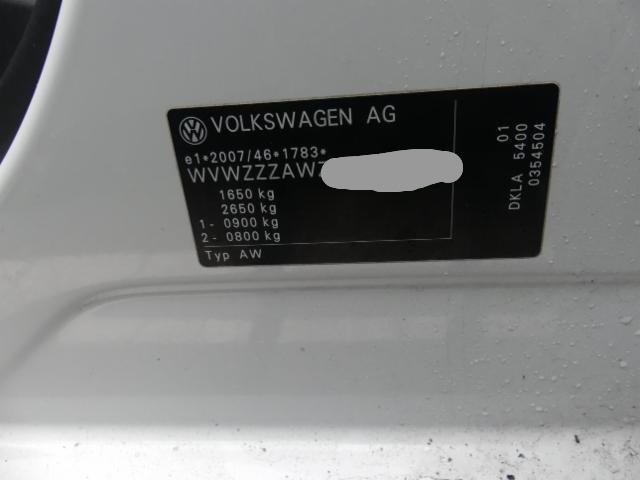 VOLKSWAGEN AG
e1*2007/46*1783*
WVWZZZAWZ
1650 kg
2650 kg
1- 0900 kg
2- 0800 kg
Typ AW
01
DKLA 5400
0354504